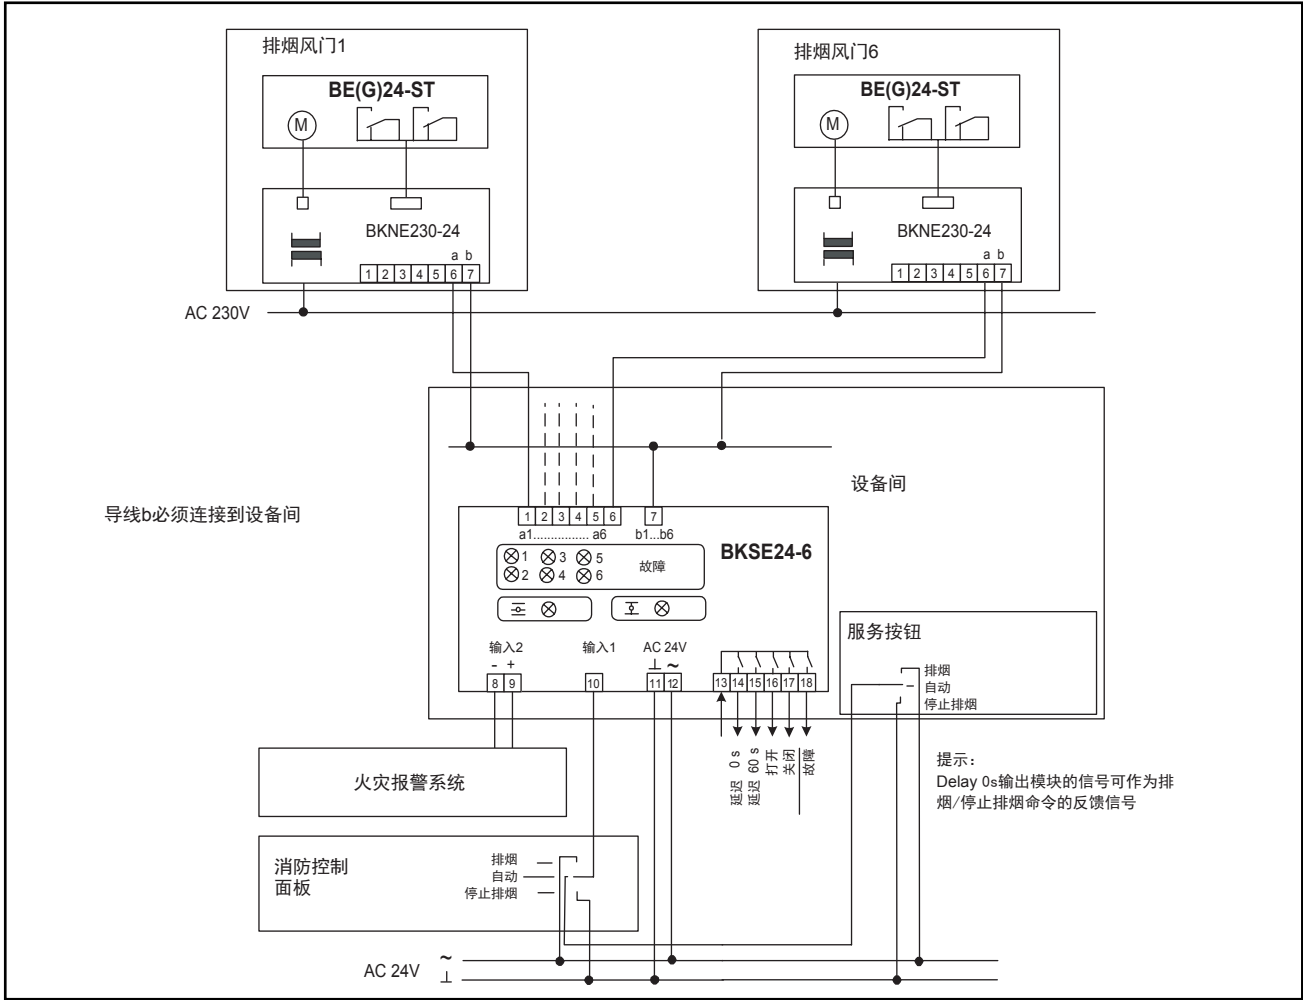 排烟风门1
BE(G)24-ST
M
BKNE230-24
a b
1 2 3 4 5 6 7
排烟风门6
BE(G)24-ST
M
BKNE230-24
a b
1 2 3 4 5 6 7
AC 230V
设备间
导线b必须连接到设备间
1 2 3 4 5 6 7
a1................ a6 b1...b6
BKSE24-6
1 3 5
2 4 6
故障
输入2 输入1 AC 24V
- + ⊥ ~
8 9 10 11 12 13 14 15 16 17 18
服务按钮
排烟
自动
停止排烟
延迟 0 s
延迟 60 s
打开
关闭
故障
火灾报警系统
提示：
Delay 0s输出模块的信号可作为排
烟/停止排烟命令的反馈信号
消防控制
面板
排烟
自动
停止排烟
AC 24V
~
⊥